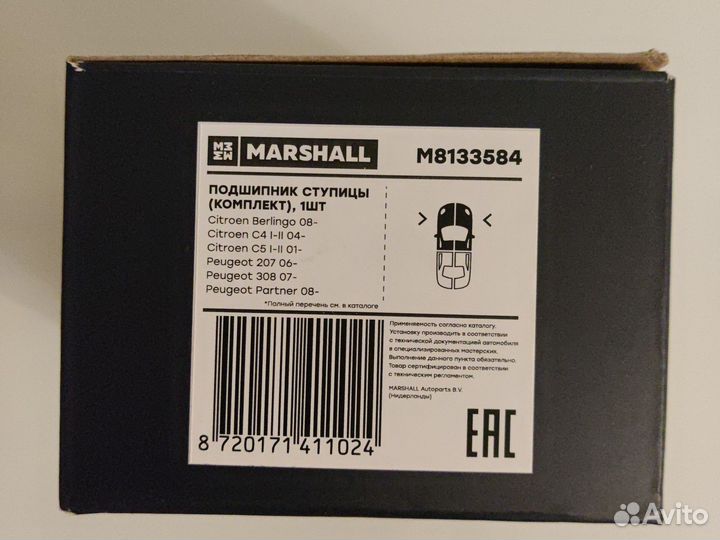 MARSHALL
M8133584
ПОДШИПНИК СТУПИЦЫ
(КОМПЛЕКТ), 1ШТ
Citroen Berlingo 08-
Citroen C4 I-II 04-
Citroen C5 I-II 01-
Peugeot 207 06-
Peugeot 308 07-
Peugeot Partner 08-
*Полный перечень см. в каталоге
Применяемость согласно каталогу.
Установку производить в соответствии
с технической документацией автомобиля
в специализированных мастерских.
Выполнение данного пункта обязательно.
Товар сертифицирован в соответствии
с техническим регламентом.
MARSHALL Autoparts B.V.
(Нидерланды)
8 720171 411024
EAC
Avito